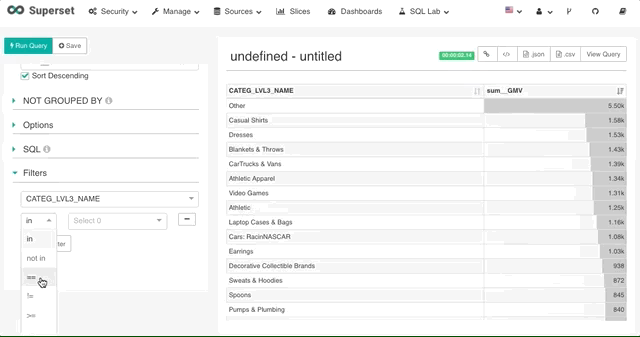 Superset Security Manage Sources Slices Dashboards SQL Lab
Run Query Save
Sort Descending
NOT GROUPED BY
Options
SQL
Filters
CATEG_LVL3_NAME
in Select 0
in
not in
==
!=
>=
ter
undefined - untitled 00:00:02.14 .json .csv View Query
CATEG_LVL3_NAME sum__GMV
Other 5.50k
Casual Shirts 1.58k
Dresses 1.53k
Blankets & Throws 1.43k
CarTrucks & Vans 1.39k
Athletic Apparel 1.34k
Video Games 1.31k
Athletic 1.25k
Laptop Cases & Bags 1.16k
Cars: RacinNASCAR 1.08k
Earrings 1.03k
Decorative Collectible Brands 938
Sweats & Hoodies 872
Spoons 845
Pumps & Plumbing 840